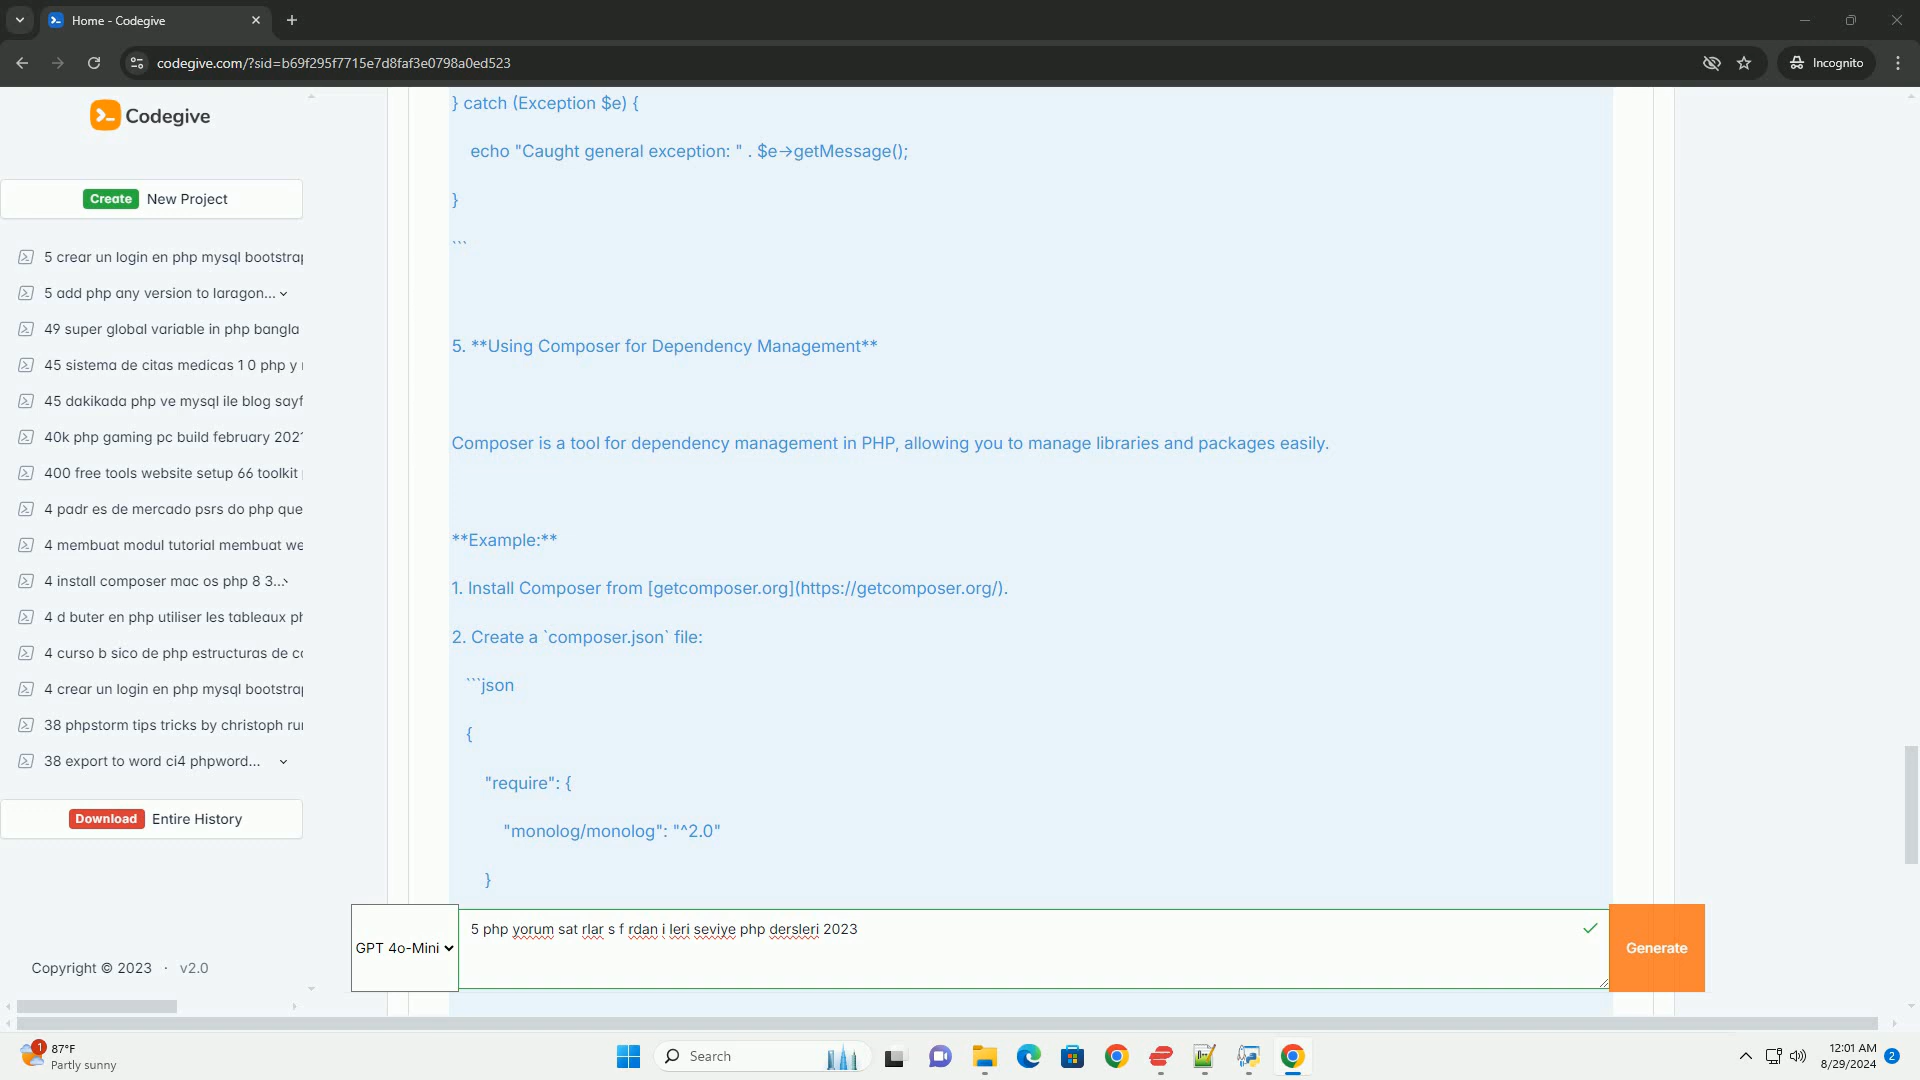 Home - Codegive
codegive.com/?sid=b69f295f7715e7d8faf3e0798a0ed523
Incognito
Codegive
Create New Project
5 crear un login en php mysql bootstrap
5 add php any version to laragon...
49 super global variable in php bangla
45 sistema de citas medicas 1 0 php y
45 dakikada php ve mysql ile blog sayf
40k php gaming pc build february 2021
400 free tools website setup 66 toolkit
4 padr es de mercado psrs do php que
4 membuat modul tutorial membuat we
4 install composer mac os php 8 3...
4 d buter en php utiliser les tableaux ph
4 curso b sico de php estructuras de co
4 crear un login en php mysql bootstrap
38 phpstorm tips tricks by christoph ru
38 export to word ci4 phpword...
Download Entire History
Copyright © 2023 · v2.0
} catch (Exception $e) {
echo "Caught general exception: " . $e->getMessage();
}
```
5. **Using Composer for Dependency Management**
Composer is a tool for dependency management in PHP, allowing you to manage libraries and packages easily.
**Example:**
1. Install Composer from [getcomposer.org](https://getcomposer.org/).
2. Create a `composer.json` file:
```json
{
"require": {
"monolog/monolog": "^2.0"
}
GPT 4o-Mini
5 php yorum sat rlar s f rdan i leri seviye php dersleri 2023
Generate
1
87°F
Partly sunny
Search
12:01 AM
8/29/2024
2